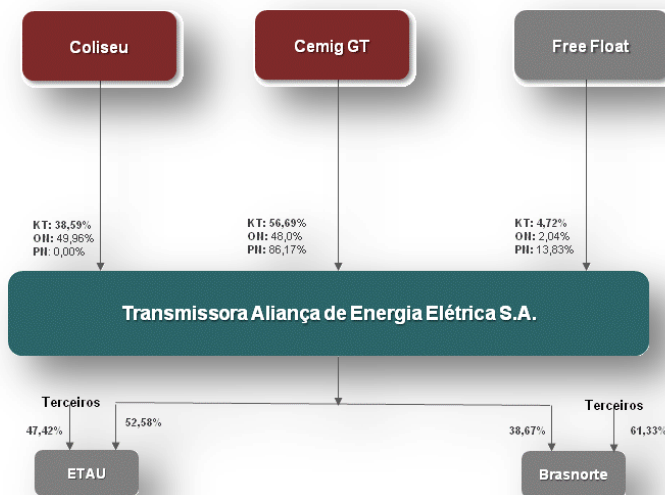 Coliseu
Cemig GT
Free Float
KT: 38,59%
ON: 49,96%
PN: 0,00%
KT: 56,69%
ON: 48,0%
PN: 86,17%
KT: 4,72%
ON: 2,04%
PN: 13,83%
Transmissora Aliança de Energia Elétrica S.A.
Terceiros
47,42%
52,58%
38,67%
Terceiros
61,33%
ETAU
Brasnorte